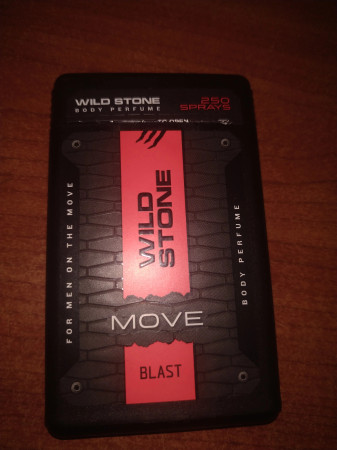 WILD STONE
BODY PERFUME
250
SPRAYS
WILD
STONE
FOR MEN ON THE MOVE
BODY PERFUME
MOVE
BLAST